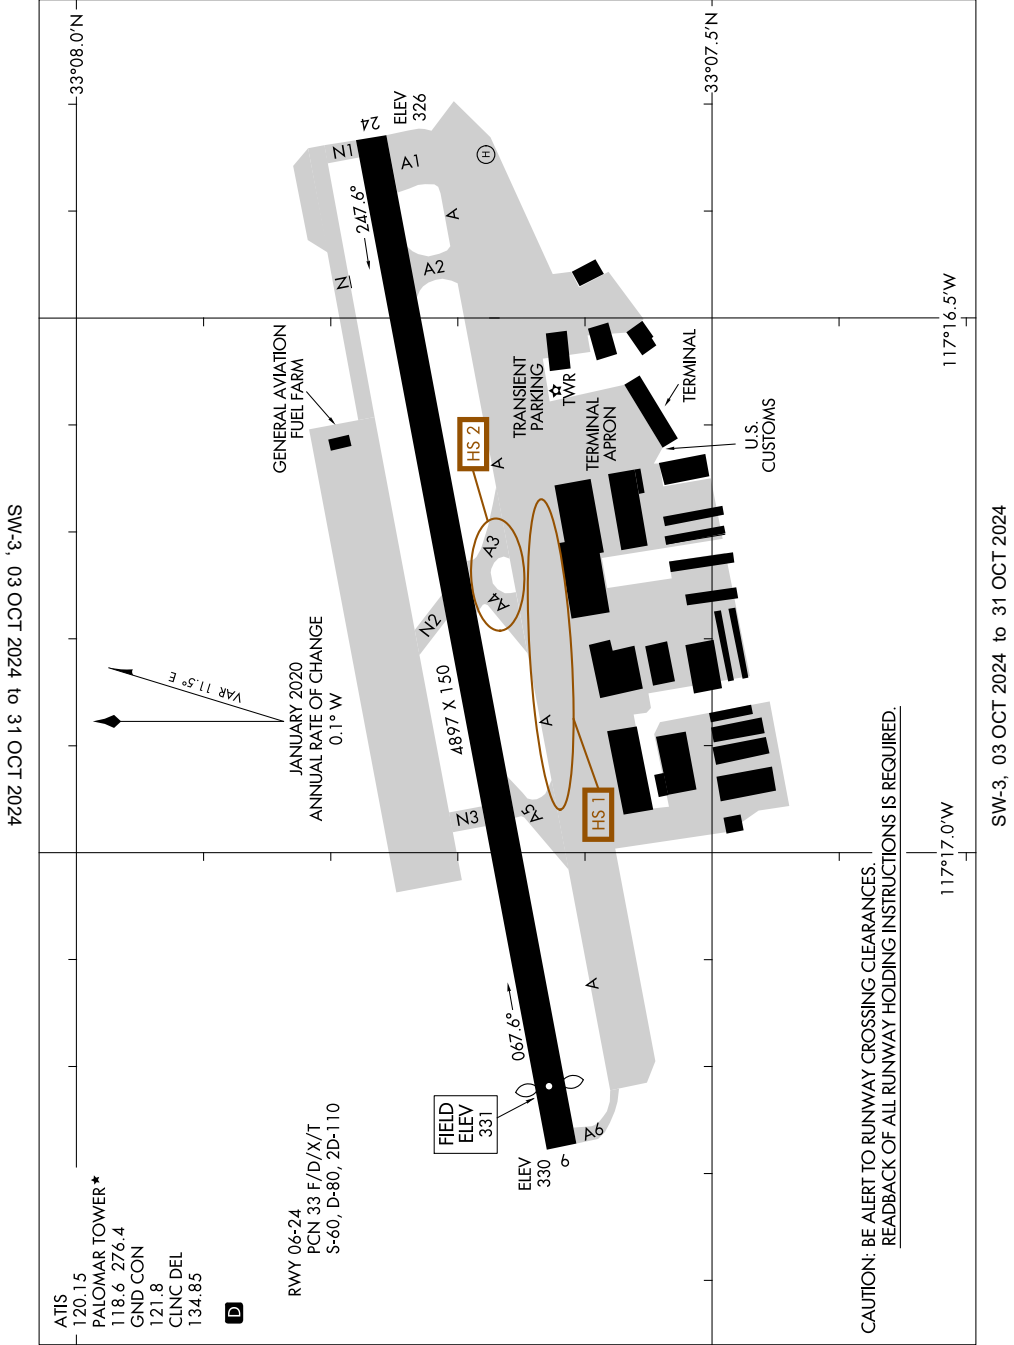 SW-3, 03 OCT 2024 to 31 OCT 2024
ATIS
120.15
PALOMAR TOWER★
118.6 276.4
GND CON
121.8
CLNC DEL
134.85
D
RWY 06-24
PCN 33 F/D/X/T
S-60, D-80, 2D-110
33°08.0'N
33°07.5'N
117°16.5'W
117°17.0'W
VAR 11.5° E
JANUARY 2020
ANNUAL RATE OF CHANGE
0.1° W
GENERAL AVIATION
FUEL FARM
N1
N
N2
N3
24
ELEV
326
247.6°
4897 X 150
067.6°
FIELD
ELEV
331
ELEV
330
6
A1
A
A2
H
HS 2
A
A3
A4
A
A5
HS 1
A
A6
TRANSIENT
PARKING
TWR
TERMINAL
APRON
TERMINAL
U.S.
CUSTOMS
CAUTION: BE ALERT TO RUNWAY CROSSING CLEARANCES.
READBACK OF ALL RUNWAY HOLDING INSTRUCTIONS IS REQUIRED.
SW-3, 03 OCT 2024 to 31 OCT 2024